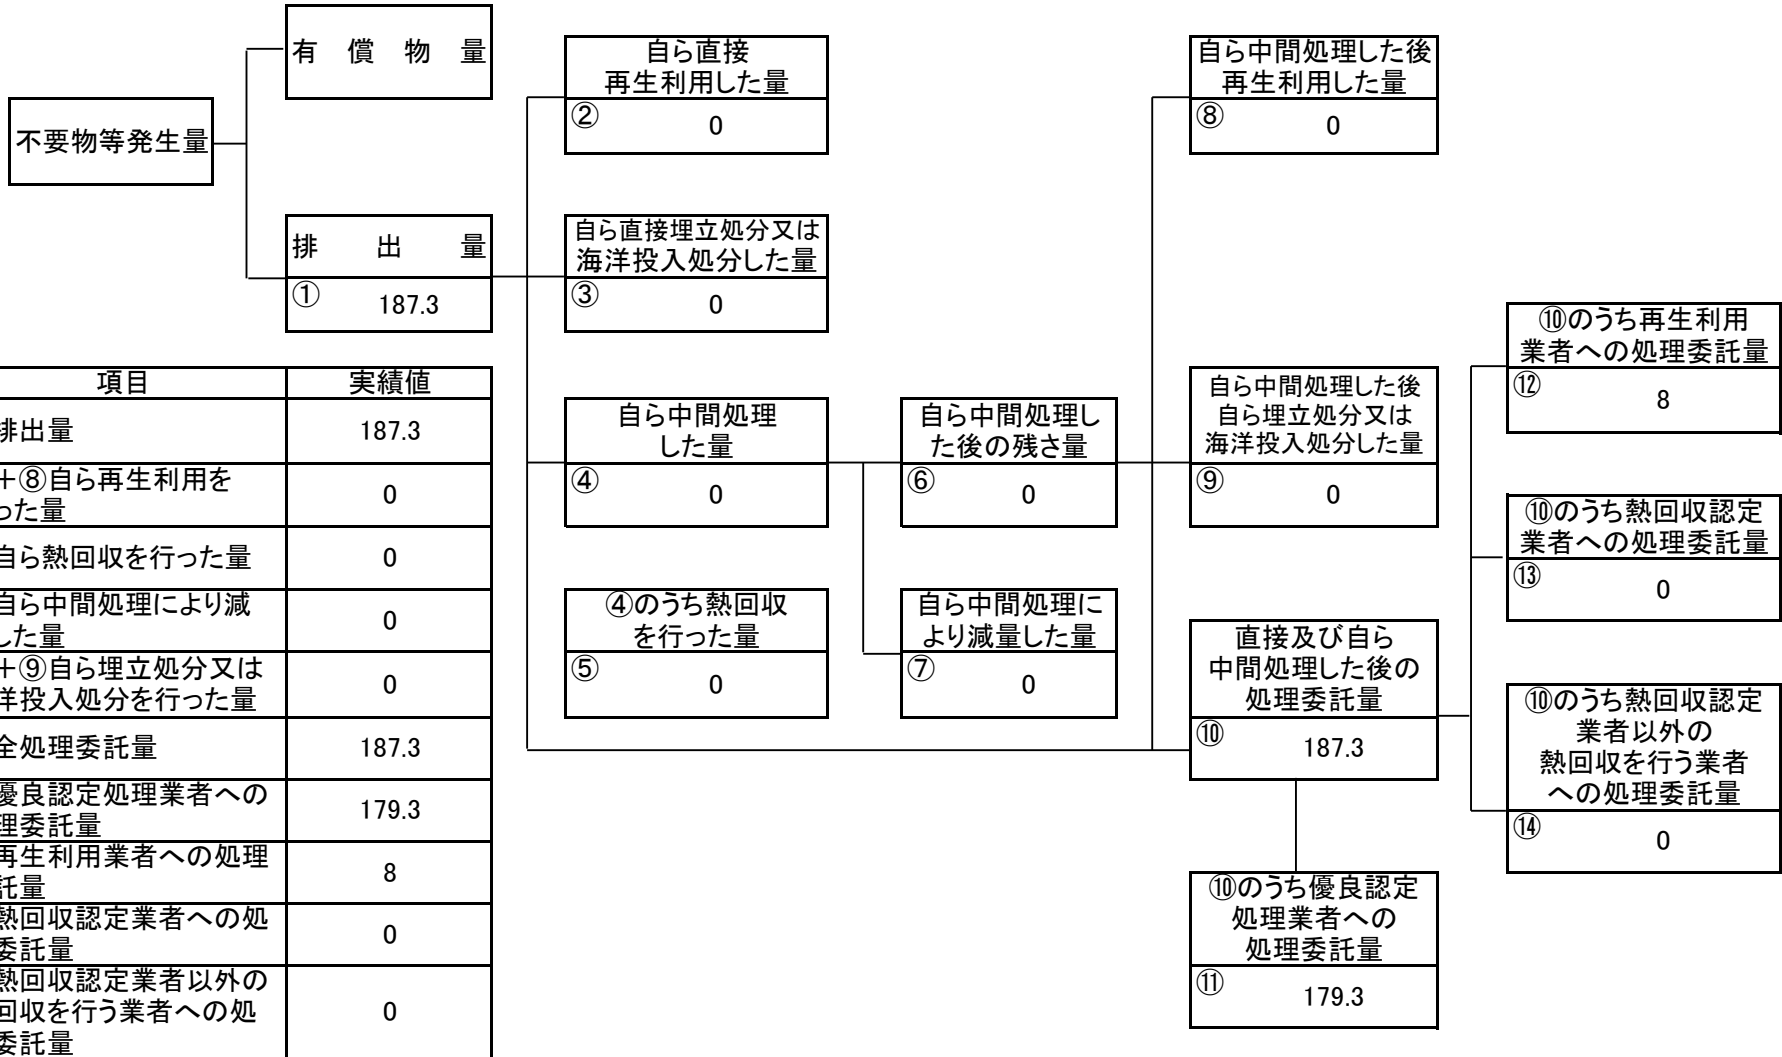 有　償　物　量
不要物等発生量
排　出　量
① 187.3
自ら直接
再生利用した量
② 0
自ら直接埋立処分又は
海洋投入処分した量
③ 0
自ら中間処理
した量
④ 0
④のうち熱回収
を行った量
⑤ 0
自ら中間処理し
た後の残さ量
⑥ 0
自ら中間処理に
より減量した量
⑦ 0
自ら中間処理した後
再生利用した量
⑧ 0
自ら中間処理した後
自ら埋立処分又は
海洋投入処分した量
⑨ 0
直接及び自ら
中間処理した後の
処理委託量
⑩ 187.3
⑩のうち優良認定
処理業者への
処理委託量
⑪ 179.3
⑩のうち再生利用
業者への処理委託量
⑫ 8
⑩のうち熱回収認定
業者への処理委託量
⑬ 0
⑩のうち熱回収認定
業者以外の
熱回収を行う業者
への処理委託量
⑭ 0
項目 実績値
排出量 187.3
＋⑧自ら再生利用を
った量 0
自ら熱回収を行った量 0
自ら中間処理により減
した量 0
＋⑨自ら埋立処分又は
洋投入処分を行った量 0
全処理委託量 187.3
優良認定処理業者への
理委託量 179.3
再生利用業者への処理
託量 8
熱回収認定業者への処
委託量 0
熱回収認定業者以外の
回収を行う業者への処
委託量 0